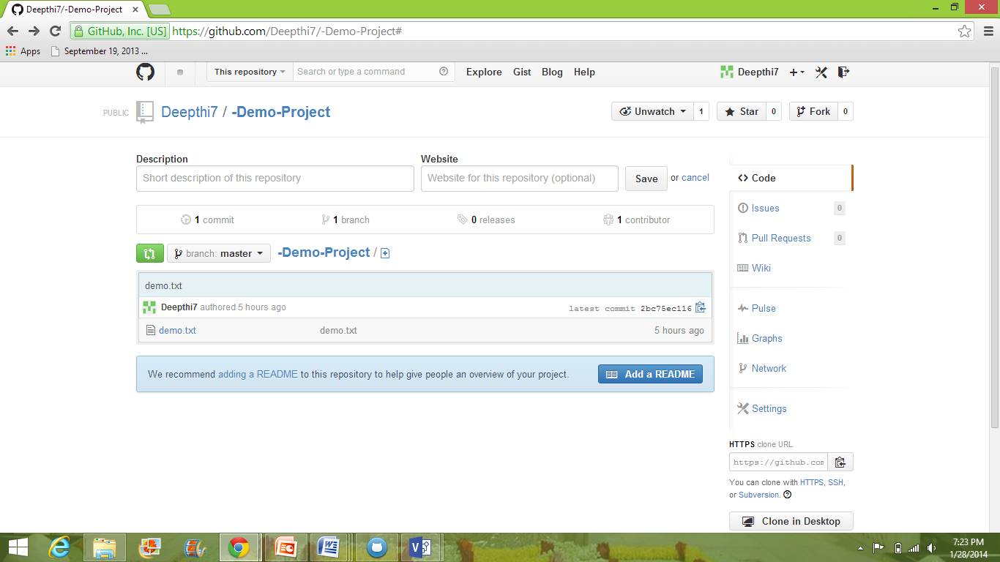 Deepthi7/-Demo-Project
GitHub, Inc. [US] https://github.com/Deepthi7/-Demo-Project#
Apps September 19, 2013 ...
This repository Search or type a command Explore Gist Blog Help Deepthi7
PUBLIC Deepthi7 / -Demo-Project Unwatch 1 Star 0 Fork 0
Description Website
Short description of this repository Website for this repository (optional) Save or cancel
Code
Issues 0
1 commit 1 branch 0 releases 1 contributor
Pull Requests 0
branch: master -Demo-Project /
Wiki
demo.txt
Deepthi7 authored 5 hours ago latest commit 2bc75ec116
Pulse
demo.txt demo.txt 5 hours ago
Graphs
We recommend adding a README to this repository to help give people an overview of your project. Add a README
Network
Settings
HTTPS clone URL
https://github.com
You can clone with HTTPS, SSH,
or Subversion.
Clone in Desktop
7:23 PM
1/28/2014